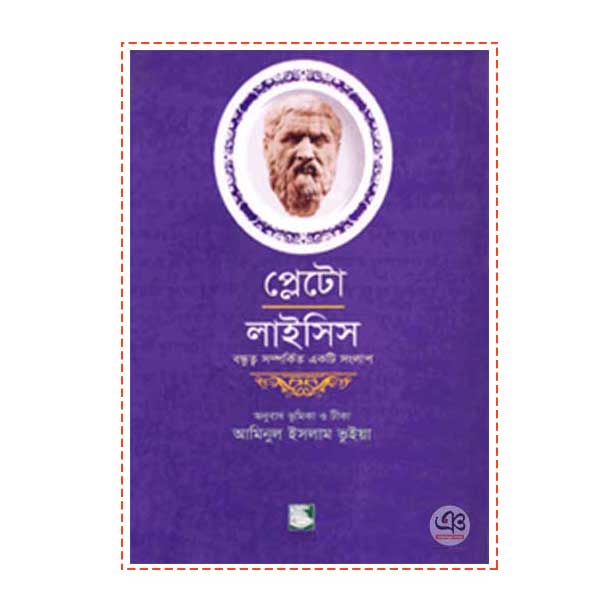 প্লেটো
লাইসিস
বন্ধুত্ব সম্পর্কিত একটি সংলাপ
অনুবাদ ভূমিকা ও টীকা
আমিনুল ইসলাম ভুইয়া